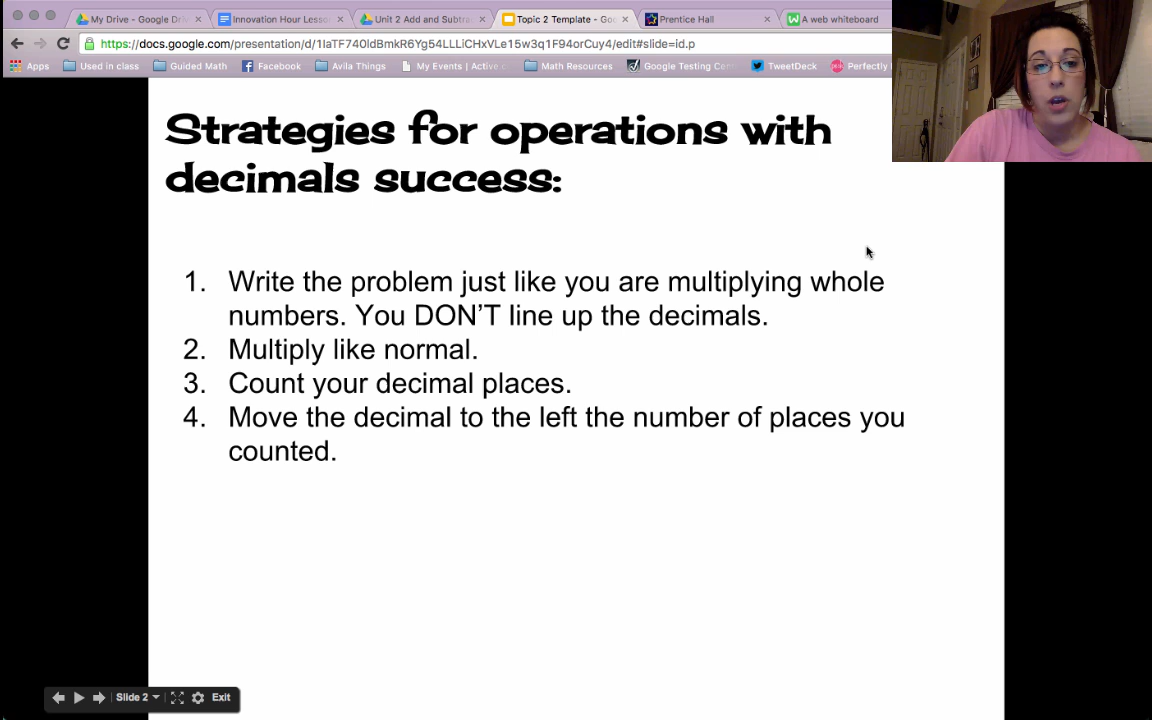 My Drive - Google Dri
Innovation Hour Lesso
Unit 2 Add and Subtra
Topic 2 Template - Goo
Prentice Hall
A web whiteboard
https://docs.google.com/presentation/d/1IaTF740ldBmkR6Yg54LLLiCHxVLe15w3q1F94orCuy4/edit#slide=id.p
Apps Used in class Guided Math Facebook Avila Things My Events | Active.c Math Resources Google Testing Cen TweetDeck Perfectly
Strategies for operations with
decimals success:
1. Write the problem just like you are multiplying whole
numbers. You DON'T line up the decimals.
2. Multiply like normal.
3. Count your decimal places.
4. Move the decimal to the left the number of places you
counted.
Slide 2 Exit